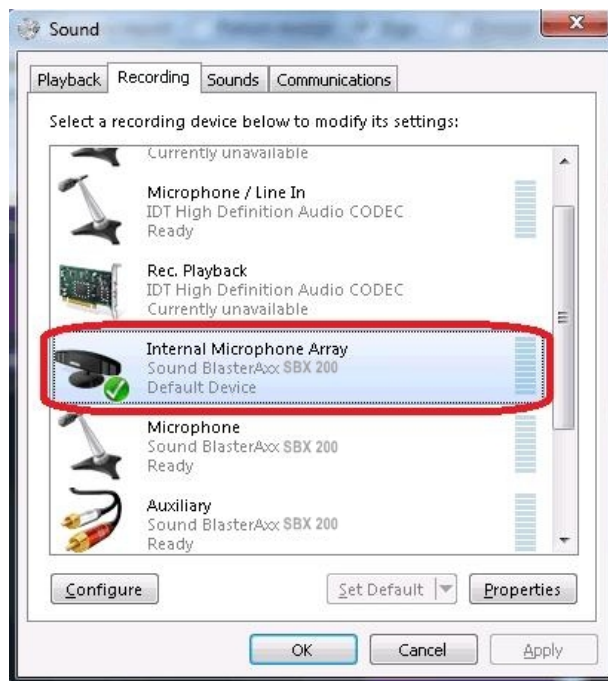 Sound
Playback
Recording
Sounds
Communications
Select a recording device below to modify its settings:
Currently unavailable
Microphone / Line In
IDT High Definition Audio CODEC
Ready
Rec. Playback
IDT High Definition Audio CODEC
Currently unavailable
Internal Microphone Array
Sound BlasterAxx SBX 200
Default Device
Microphone
Sound BlasterAxx SBX 200
Ready
Auxiliary
Sound BlasterAxx SBX 200
Ready
Configure
Set Default
Properties
OK
Cancel
Apply